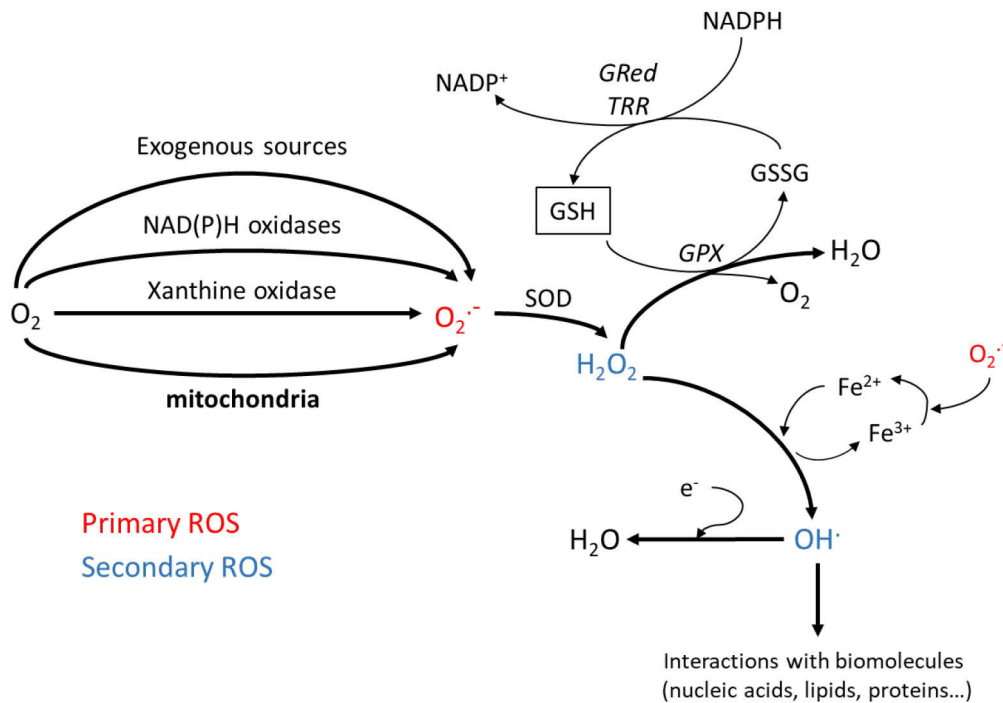 NADPH
GRed
TRR
NADP⁺
Exogenous sources
GSSG
GSH
NAD(P)H oxidases
GPX
H₂O
O₂
Xanthine oxidase
SOD
O₂
O₂·⁻
H₂O₂
O₂·⁻
mitochondria
Fe²⁺
Fe³⁺
e⁻
Primary ROS
Secondary ROS
H₂O
OH·
Interactions with biomolecules
(nucleic acids, lipids, proteins…)